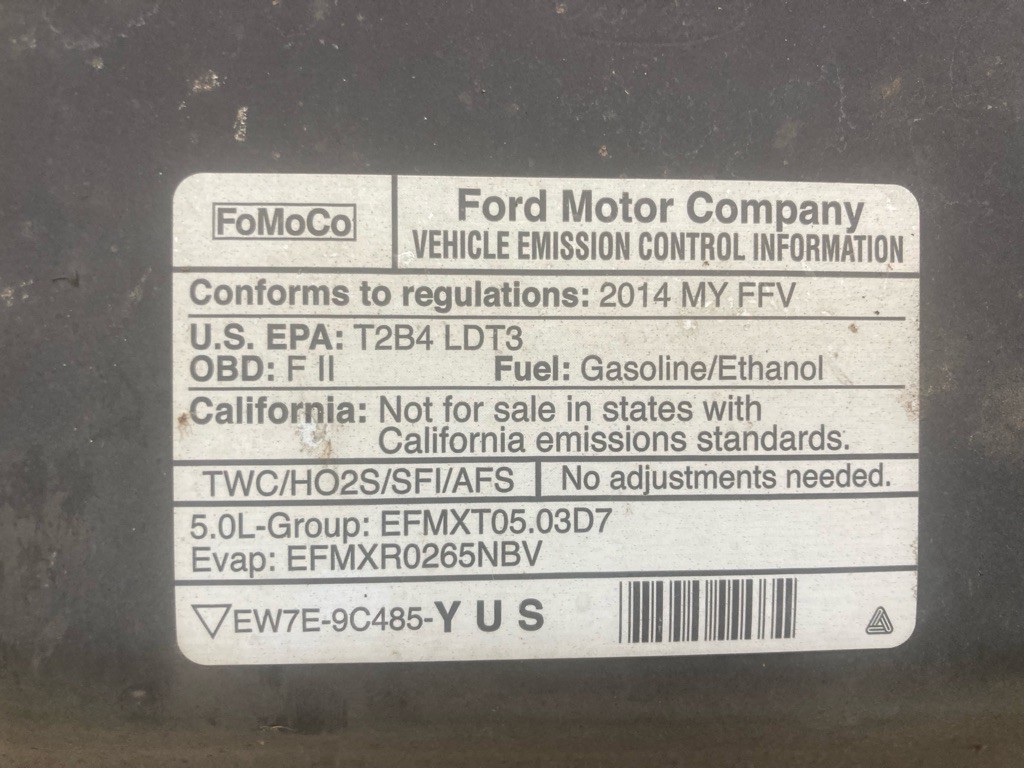 FoMoCo
Ford Motor Company
VEHICLE EMISSION CONTROL INFORMATION
Conforms to regulations: 2014 MY FFV
U.S. EPA: T2B4 LDT3
OBD: F II Fuel: Gasoline/Ethanol
California: Not for sale in states with
California emissions standards.
TWC/HO2S/SFI/AFS No adjustments needed.
5.0L-Group: EFMXT05.03D7
Evap: EFMXR0265NBV
▽EW7E-9C485-Y U S